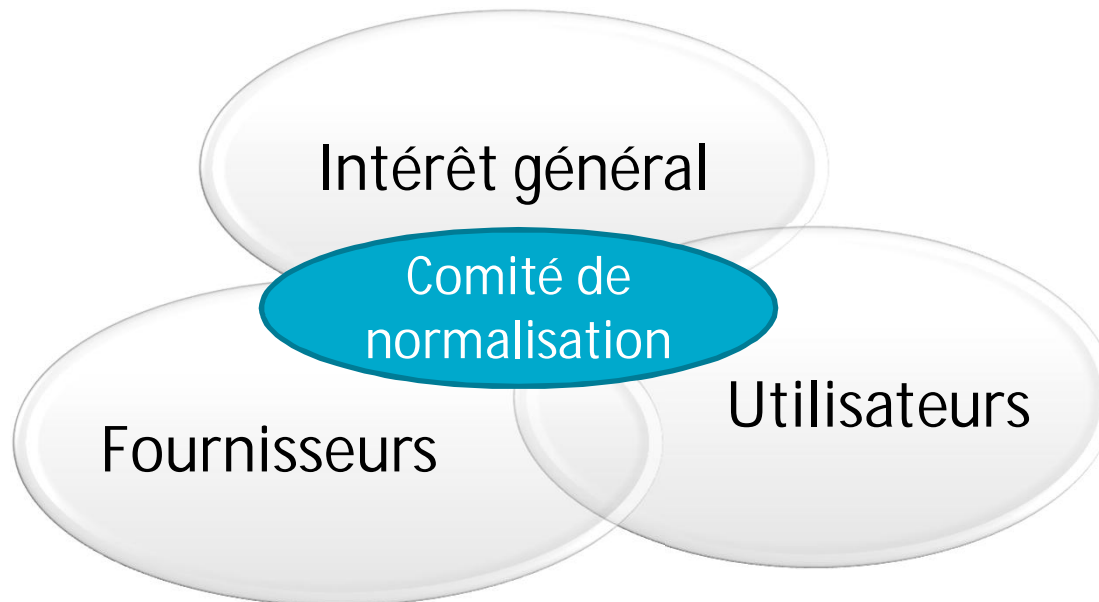 Intérêt général
Comité de
normalisation
Utilisateurs
Fournisseurs